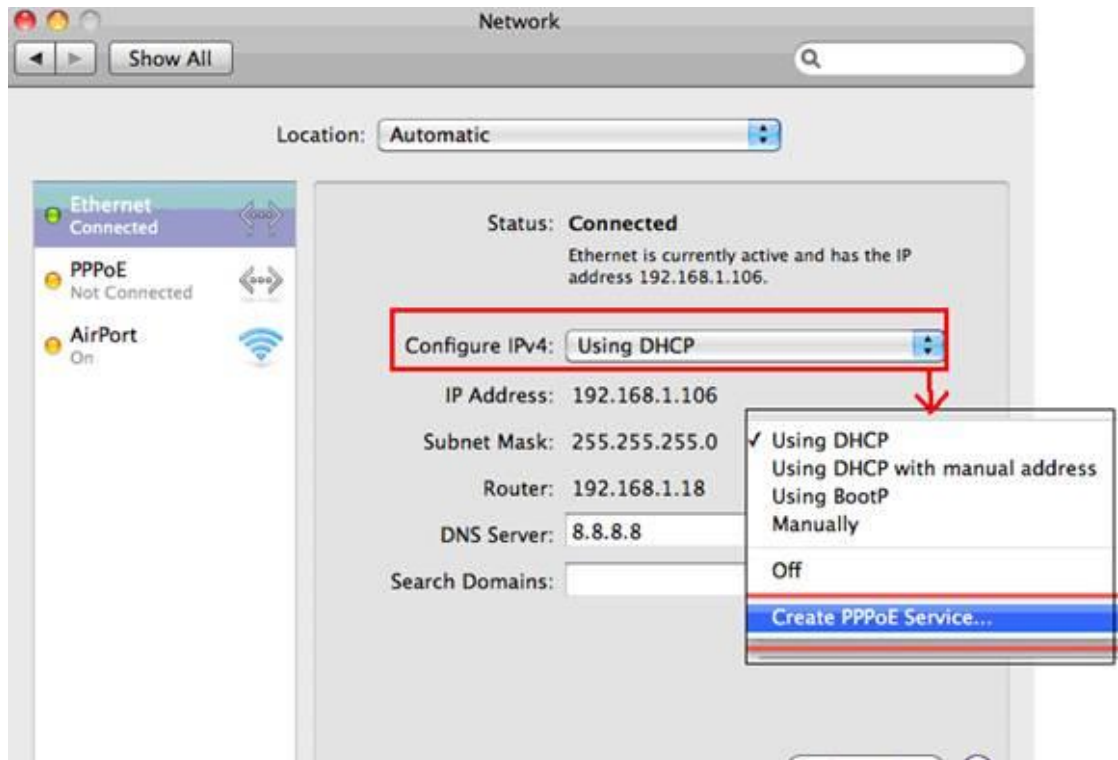 Network
Show All
Location: Automatic
Ethernet
Connected
PPPoE
Not Connected
AirPort
On
Status: Connected
Ethernet is currently active and has the IP
address 192.168.1.106.
Configure IPv4: Using DHCP
IP Address: 192.168.1.106
Subnet Mask: 255.255.255.0
Router: 192.168.1.18
DNS Server: 8.8.8.8
Search Domains:
✓ Using DHCP
Using DHCP with manual address
Using BootP
Manually
Off
Create PPPoE Service...